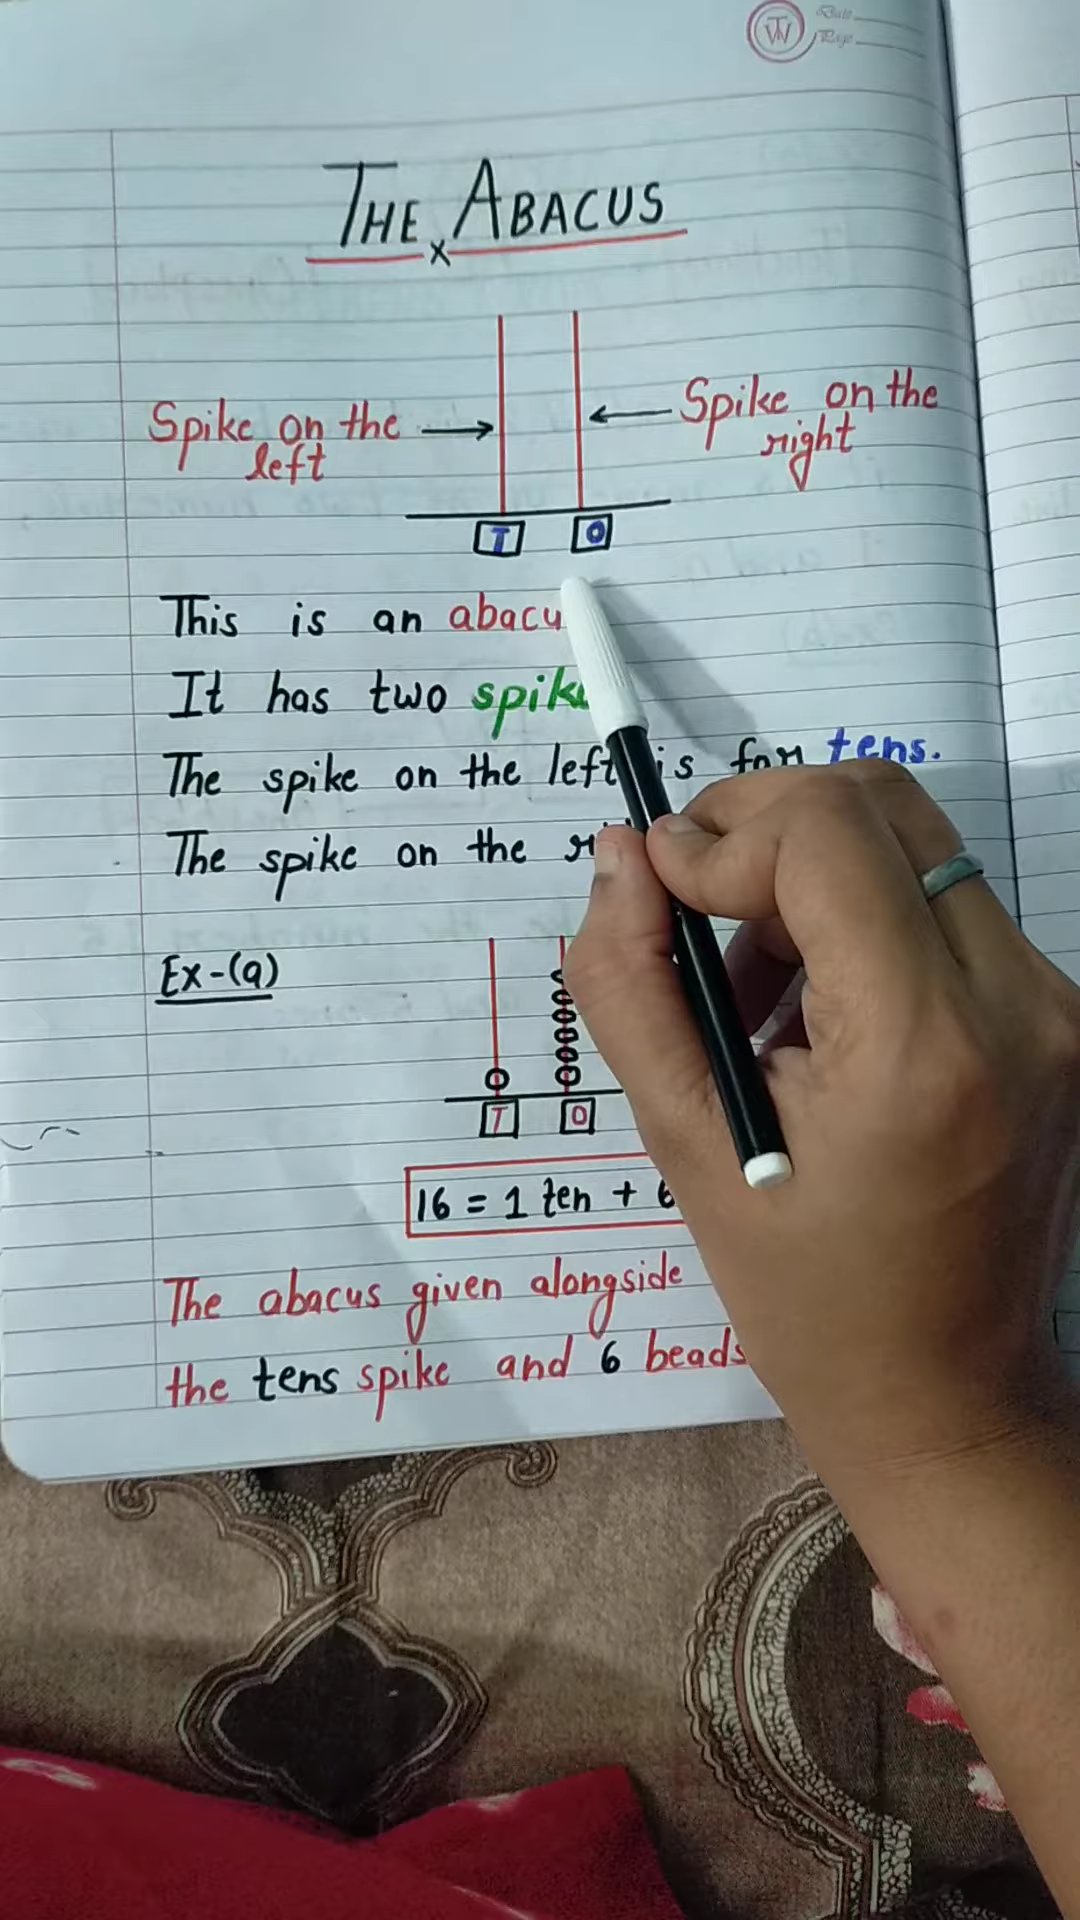 Date
Page
THE ABACUS
Spike on the left
Spike on the right
T O
This is an
It has two
The spike on the left is for tens.
The spike on the
Ex-(a)
T O
16 = 1 ten +
The abacus given alongside
the tens spike and 6 beads